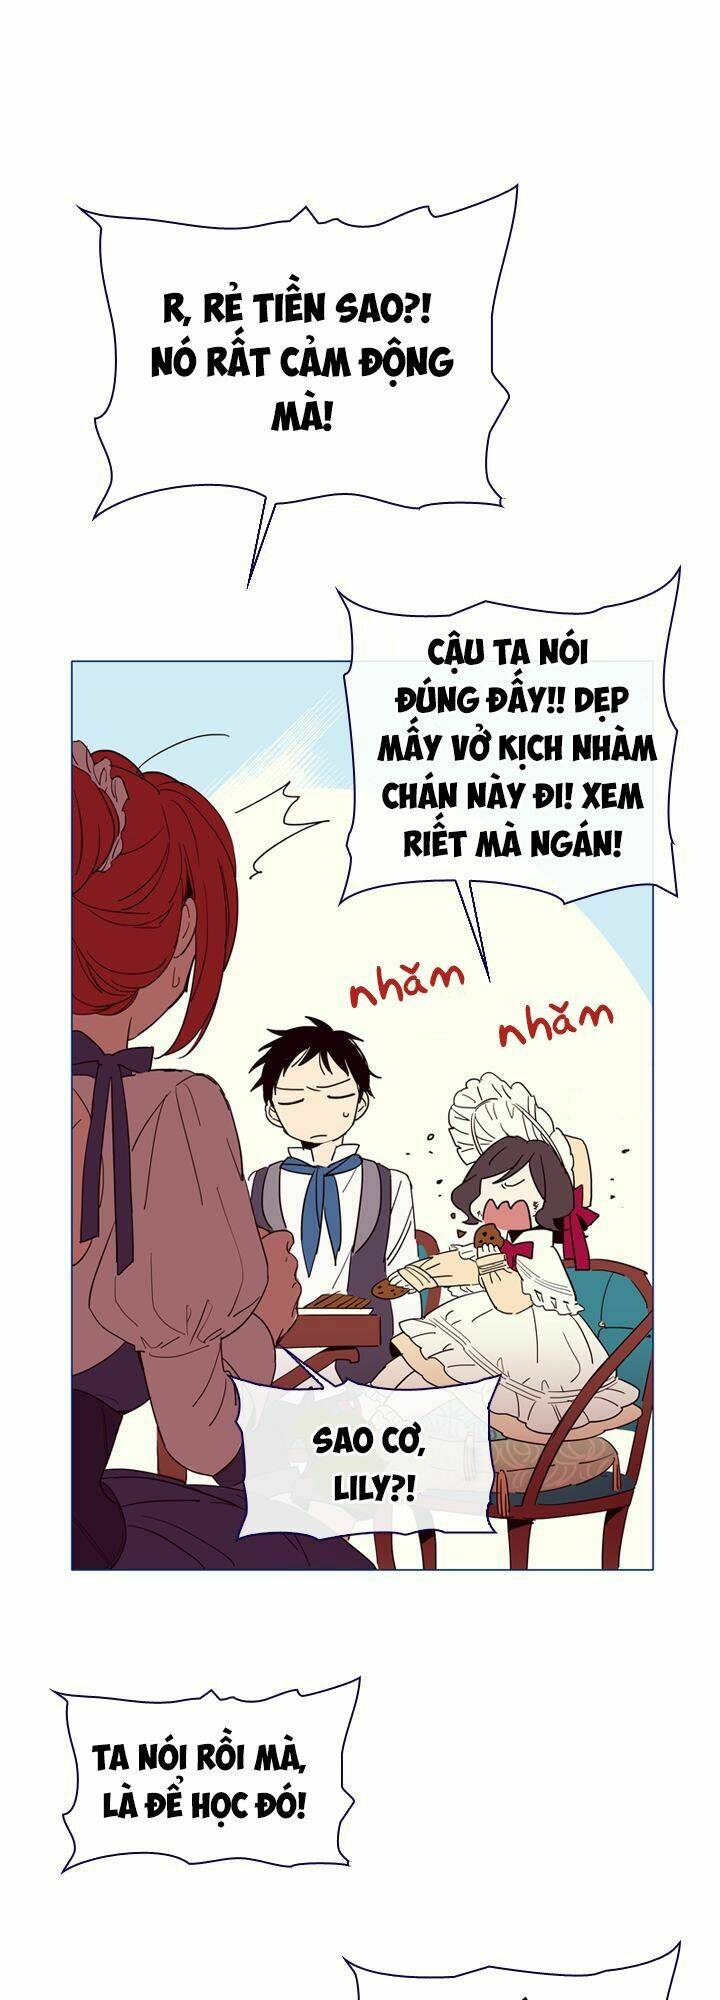 R, RẺ TIỀN SAO?!
NÓ RẤT CẢM ĐỘNG
MÀ!
CẬU TA NÓI
ĐÚNG ĐẤY!! DẸP
MẤY VỞ KỊCH NHÀM
CHÁN NÀY ĐI! XEM
RIẾT MÀ NGÁN!
nhăm
nhăm
SAO CƠ,
LILY?!
TA NÓI RỒI MÀ,
LÀ ĐỂ HỌC ĐÓ!